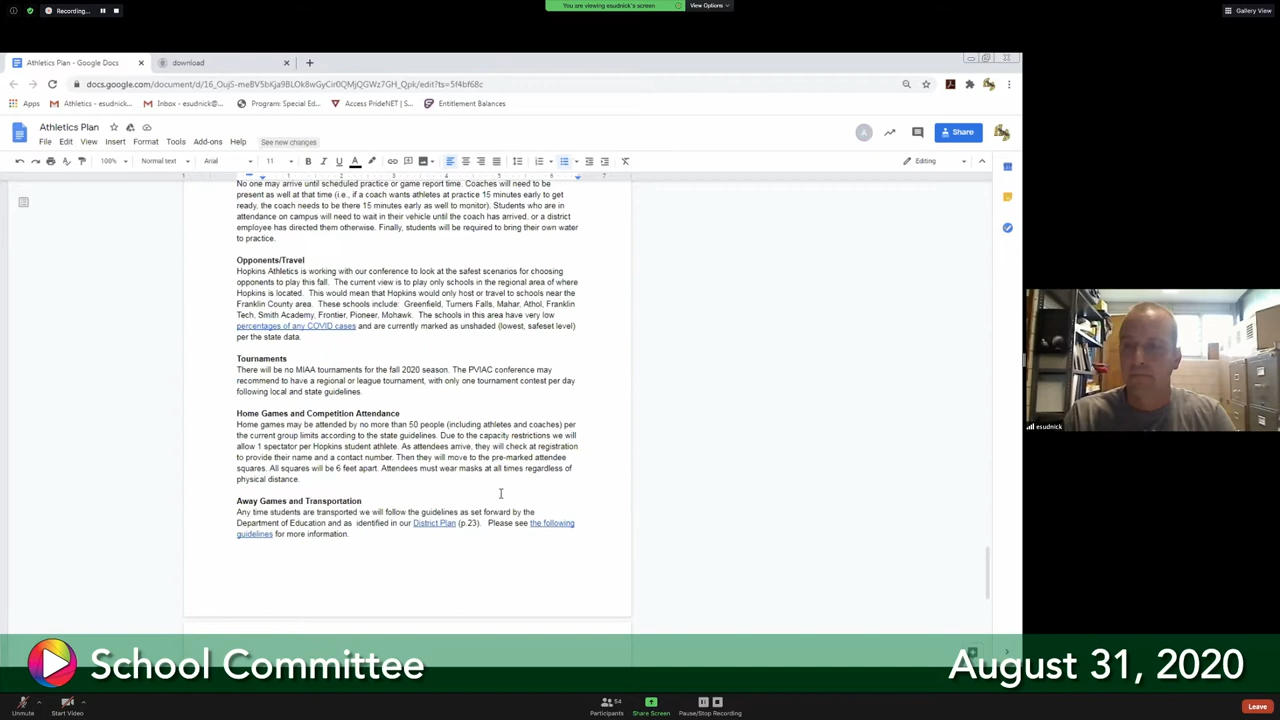 Recording...
You are viewing esudnick's screen
View Options
Gallery View
Athletics Plan - Google Docs
download
docs.google.com/document/d/16_OujS-meBV5bKja9BLOk8wGyCir0QMjQGWz7GH_Qpk/edit?ts=5f4bf68c
Apps
Athletics - esudnick...
Inbox - esudnick@...
Program: Special Ed...
Access PrideNET | S...
Entitlement Balances
Athletics Plan
File Edit View Insert Format Tools Add-ons Help See new changes
A
Share
100% Normal text Arial 11 B I U A Editing
1 1 2 3 4 5 6 7
No one may arrive until scheduled practice or game report time. Coaches will need to be
present as well at that time (i.e., if a coach wants athletes at practice 15 minutes early to get
ready, the coach needs to be there 15 minutes early as well to monitor). Students who are in
attendance on campus will need to wait in their vehicle until the coach has arrived, or a district
employee has directed them otherwise. Finally, students will be required to bring their own water
to practice.
Opponents/Travel
Hopkins Athletics is working with our conference to look at the safest scenarios for choosing
opponents to play this fall. The current view is to play only schools in the regional area of where
Hopkins is located. This would mean that Hopkins would only host or travel to schools near the
Franklin County area. These schools include: Greenfield, Turners Falls, Mahar, Athol, Franklin
Tech, Smith Academy, Frontier, Pioneer, Mohawk. The schools in this area have very low
percentages of any COVID cases and are currently marked as unshaded (lowest, safeset level)
per the state data.
Tournaments
There will be no MIAA tournaments for the fall 2020 season. The PVIAC conference may
recommend to have a regional or league tournament, with only one tournament contest per day
following local and state guidelines.
Home Games and Competition Attendance
Home games may be attended by no more than 50 people (including athletes and coaches) per
the current group limits according to the state guidelines. Due to the capacity restrictions we will
allow 1 spectator per Hopkins student athlete. As attendees arrive, they will check at registration
to provide their name and a contact number. Then they will move to the pre-marked attendee
squares. All squares will be 6 feet apart. Attendees must wear masks at all times regardless of
physical distance.
Away Games and Transportation
Any time students are transported we will follow the guidelines as set forward by the
Department of Education and as identified in our District Plan (p.23). Please see the following
guidelines for more information.
esudnick
School Committee
August 31, 2020
Unmute
Start Video
54
Participants
Share Screen
Pause/Stop Recording
Leave